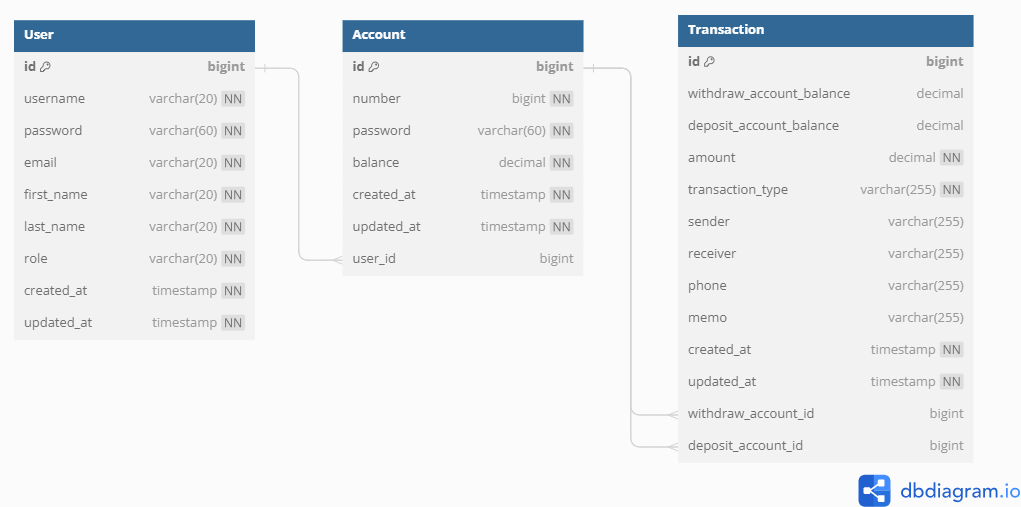 User
id bigint
username varchar(20) NN
password varchar(60) NN
email varchar(20) NN
first_name varchar(20) NN
last_name varchar(20) NN
role varchar(20) NN
created_at timestamp NN
updated_at timestamp NN
Account
id bigint
number bigint NN
password varchar(60) NN
balance decimal NN
created_at timestamp NN
updated_at timestamp NN
user_id bigint
Transaction
id bigint
withdraw_account_balance decimal
deposit_account_balance decimal
amount decimal NN
transaction_type varchar(255) NN
sender varchar(255)
receiver varchar(255)
phone varchar(255)
memo varchar(255)
created_at timestamp NN
updated_at timestamp NN
withdraw_account_id bigint
deposit_account_id bigint
dbdiagram.io